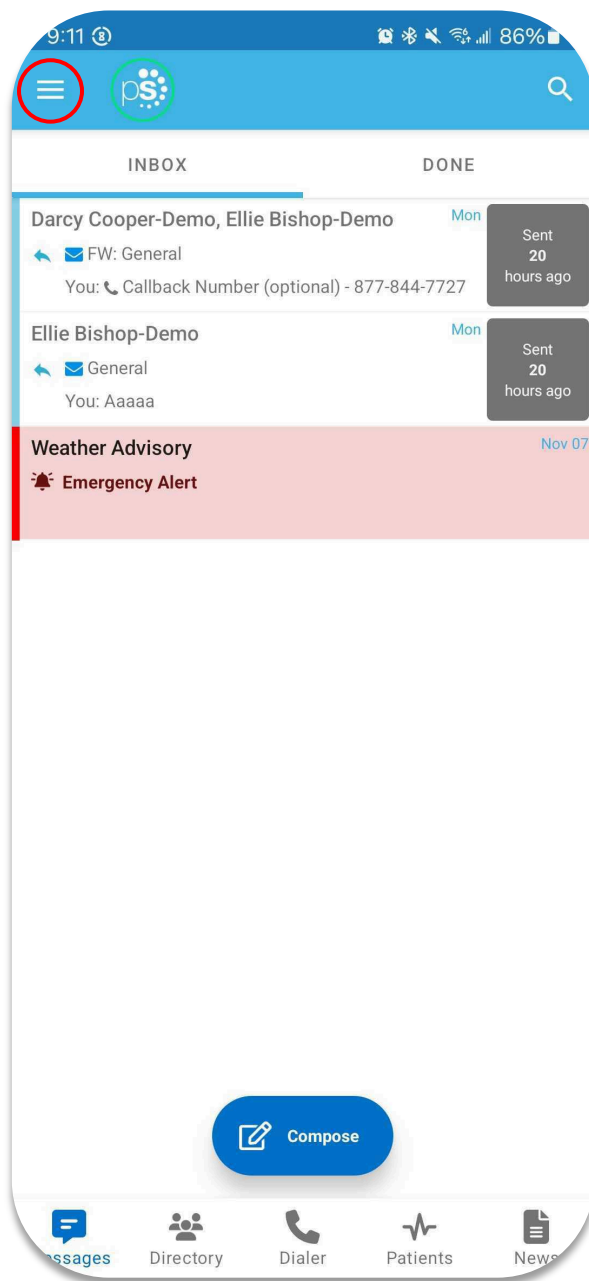 9:11
86%
ps
INBOX
DONE
Darcy Cooper-Demo, Ellie Bishop-Demo
Mon
FW: General
You: Callback Number (optional) - 877-844-7727
Sent
20
hours ago
Ellie Bishop-Demo
Mon
General
You: Aaaaa
Sent
20
hours ago
Weather Advisory
Nov 07
Emergency Alert
Compose
ssages
Directory
Dialer
Patients
News